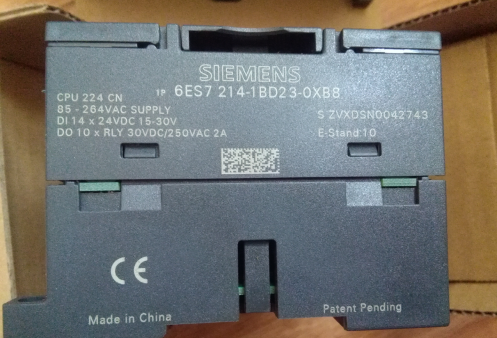 SIEMENS
1P 6ES7 214-1BD23-0XB8
CPU 224 CN
85 - 264VAC SUPPLY
DI 14 x 24VDC 15-30V
DO 10 x RLY 30VDC/250VAC 2A
S ZVXDSN0042743
E-Stand 10
CE
Made in China
Patent Pending